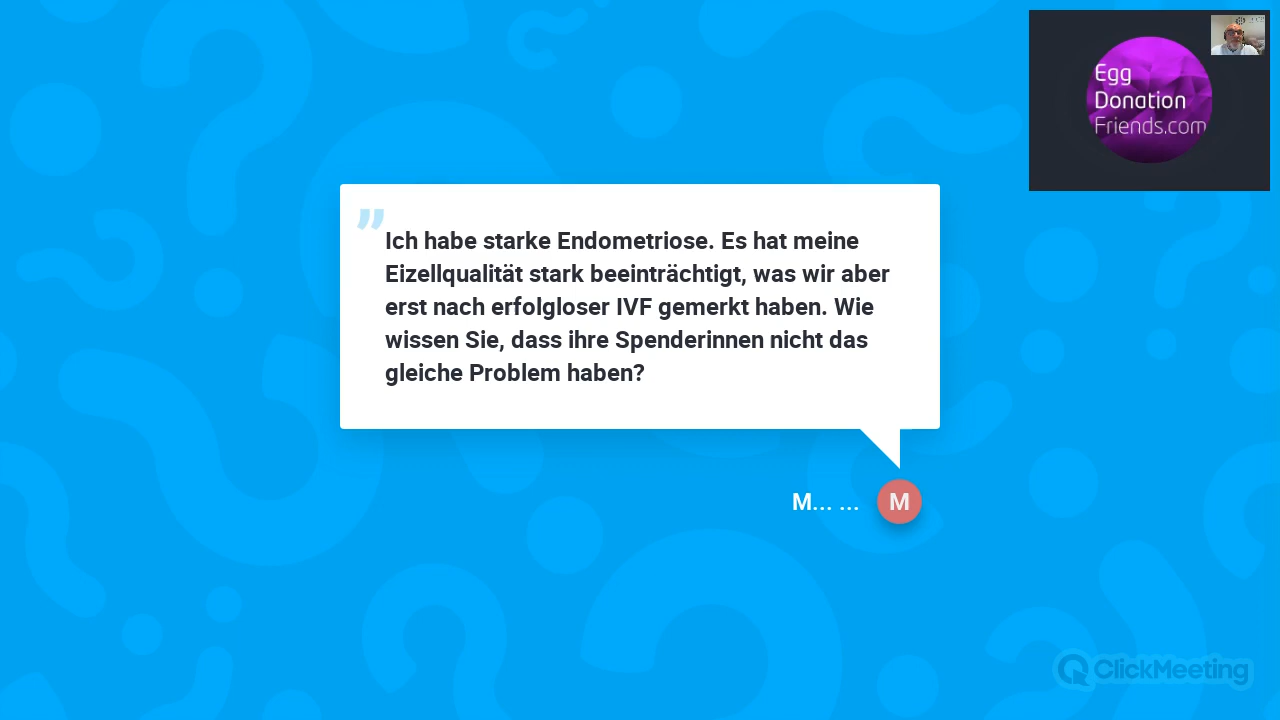 Egg
Donation
Friends.com
"
Ich habe starke Endometriose. Es hat meine
Eizellqualität stark beeinträchtigt, was wir aber
erst nach erfolgloser IVF gemerkt haben. Wie
wissen Sie, dass ihre Spenderinnen nicht das
gleiche Problem haben?
M... ... M
ClickMeeting